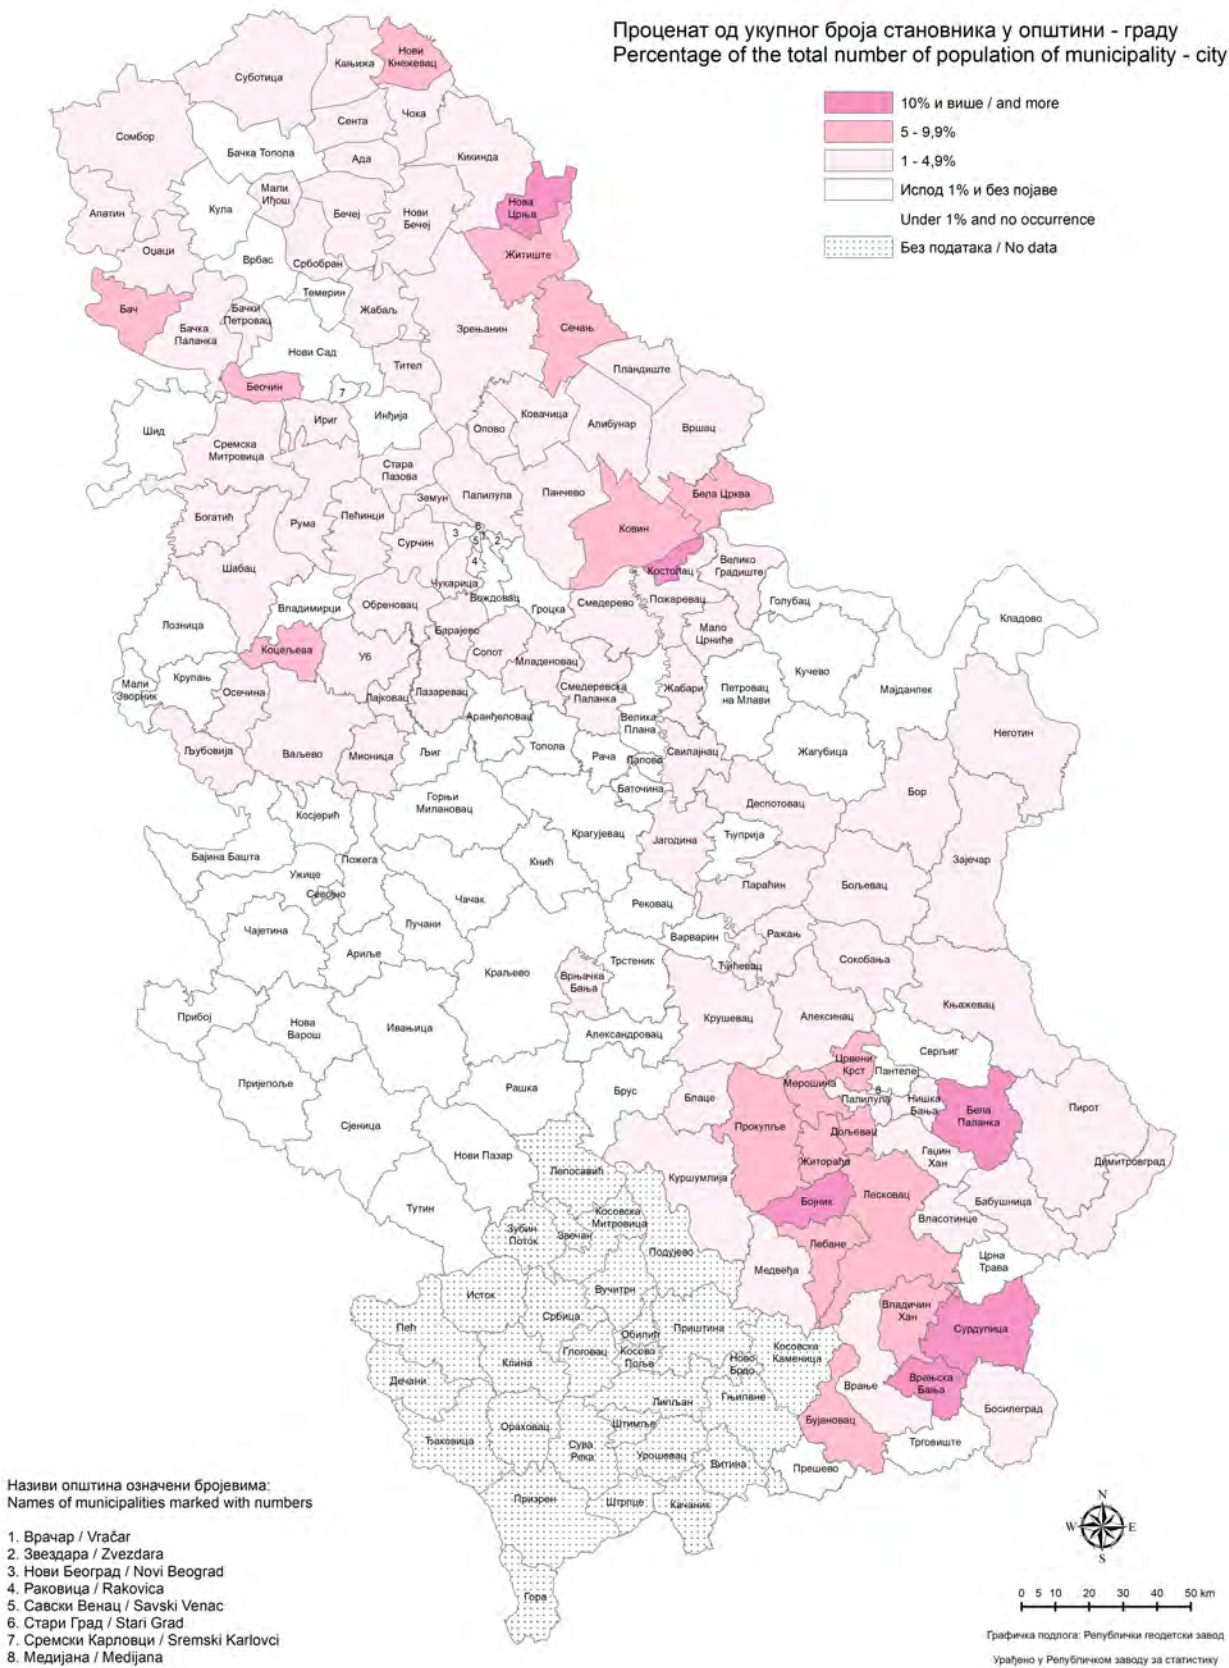 Проценат од укупног броја становника у општини - граду
Percentage of the total number of population of municipality - city
10% и више / and more
5 - 9,9%
1 - 4,9%
Испод 1% и без појаве
Under 1% and no occurrence
Без података / No data
Суботица
Кањижа
Нови
Кнежевац
Сомбор
Сента
Чока
Бачка Топола
Ада
Кикинда
Апатин
Кула
Мали
Иђош
Бечеј
Нови
Бечеј
Нова
Црња
Оџаци
Врбас
Србобран
Житиште
Бач
Темерин
Бачка
Паланка
Бачки
Петровац
Жабаљ
Зрењанин
Сечањ
Нови Сад
Тител
Беочин
7
Пландиште
Шид
Ириг
Инђија
Опово
Ковачица
Алибунар
Вршац
Сремска
Митровица
Стара
Пазова
Богатић
Рума
Пећинци
Земун
Палилула
Панчево
Бела Црква
Сурчин
3
6
1
5
2
4
Ковин
Шабац
Чукарица
Костолац
Велико
Градиште
Владимирци
Обреновац
Вождовац
Гроцка
Смедерево
Пожаревац
Голубац
Кладово
Лозница
Коцељева
Уб
Барајево
Сопот
Младеновац
Мало
Црниће
Мали
Зворник
Крупањ
Осечина
Лајковац
Лазаревац
Смедеревска
Паланка
Жабари
Петровац
на Млави
Кучево
Мајданпек
Аранђеловац
Велика
Плана
Љубовија
Ваљево
Мионица
Љиг
Топола
Рача
Лапово
Свилајнац
Жагубица
Неготин
Баточина
Косјерић
Горњи
Милановац
Деспотовац
Бор
Крагујевац
Јагодина
Ћуприја
Бајина Башта
Пожега
Кнић
Зајечар
Ужице
Севојно
Чачак
Рековац
Параћин
Бољевац
Чајетина
Лучани
Варварин
Ражањ
Ариље
Трстеник
Ћићевац
Сокобања
Краљево
Врњачка
Бања
Прибој
Нова
Варош
Ивањица
Крушевац
Алексинац
Књажевац
Александровац
Пријепоље
Рашка
Брус
Црвени
Крст
Сврљиг
Пантелеј
Блаце
Мерошина
8
Палилула
Нишка
Бања
Бела
Паланка
Пирот
Сјеница
Прокупље
Дољевац
Нови Пазар
Лепосавић
Гаџин
Хан
Димитровград
Куршумлија
Житорађа
Тутин
Бојник
Лесковац
Бабушница
Власотинце
Косовска
Митровица
Зубин
Поток
Звечан
Подујево
Лебане
Црна
Трава
Медвеђа
Исток
Вучитрн
Србица
Владичин
Хан
Пећ
Обилић
Приштина
Сурдулица
Глоговац
Косово
Поље
Косовска
Каменица
Клина
Ново
Брдо
Дечани
Врање
Врањска
Бања
Гњилане
Липљан
Босилеград
Ђаковица
Ораховац
Штимље
Бујановац
Сува
Река
Урошевац
Витина
Трговиште
Прешево
Призрен
Штрпце
Качаник
Гора
Називи општина означени бројевима:
Names of municipalities marked with numbers
1. Врачар / Vračar
2. Звездара / Zvezdara
3. Нови Београд / Novi Beograd
4. Раковица / Rakovica
5. Савски Венац / Savski Venac
6. Стари Град / Stari Grad
7. Сремски Карловци / Sremski Karlovci
8. Медијана / Medijana
N
W
E
S
0 5 10 20 30 40 50 km
Графичка подлога: Републички геодетски завод
Урађено у Републичком заводу за статистику